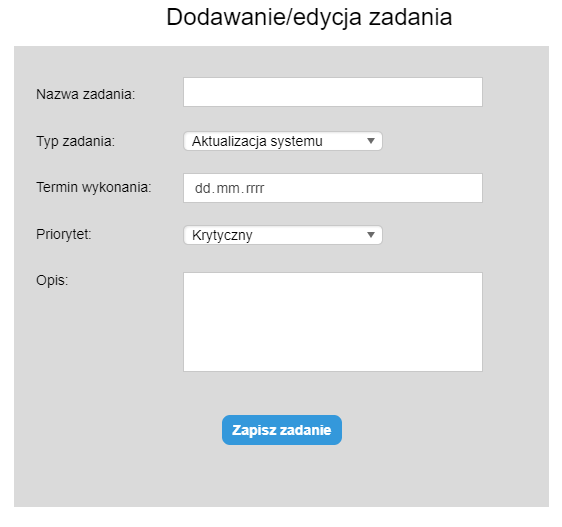 Dodawanie/edycja zadania
Nazwa zadania:
Typ zadania: Aktualizacja systemu
Termin wykonania: dd.mm.rrrr
Priorytet: Krytyczny
Opis:
Zapisz zadanie